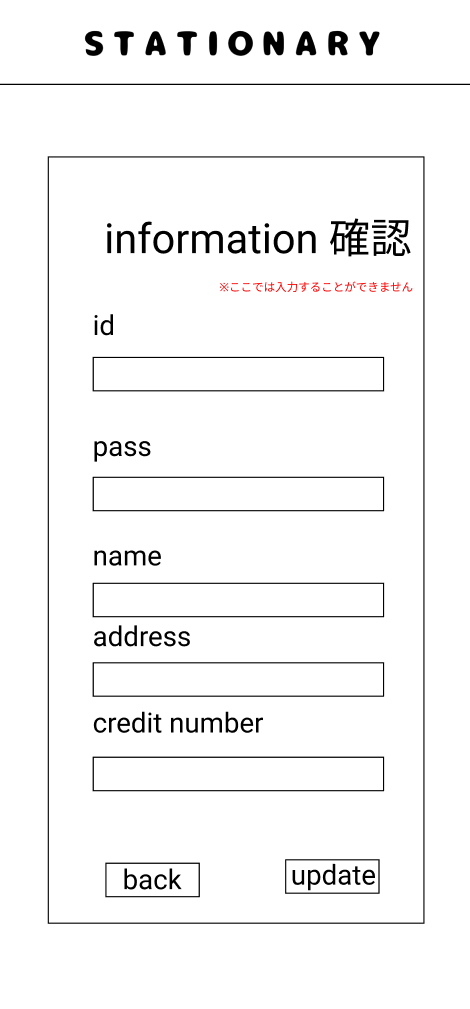 STATIONARY
information 確認
※ここでは入力することができません
id
pass
name
address
credit number
back
update